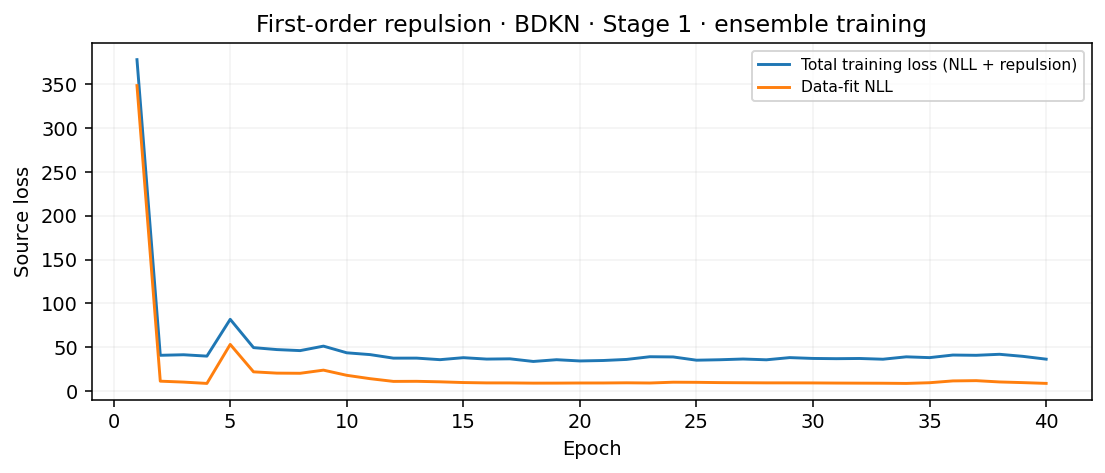 First-order repulsion · BDKN · Stage 1 · ensemble training
Total training loss (NLL + repulsion)
Data-fit NLL
Source loss
350
300
250
200
150
100
50
0
0 5 10 15 20 25 30 35 40
Epoch